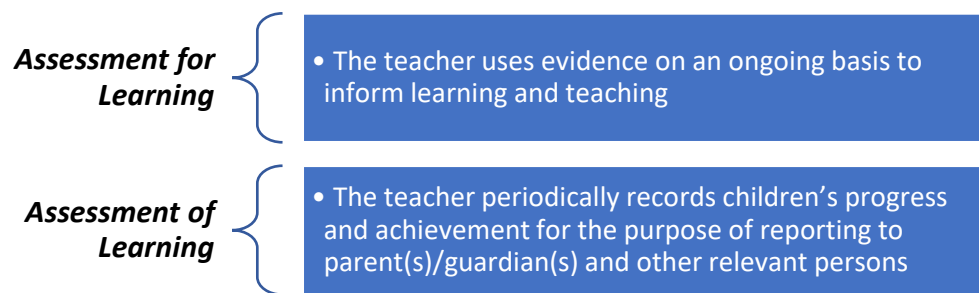 Assessment for
Learning
• The teacher uses evidence on an ongoing basis to
inform learning and teaching
Assessment of
Learning
• The teacher periodically records children’s progress
and achievement for the purpose of reporting to
parent(s)/guardian(s) and other relevant persons